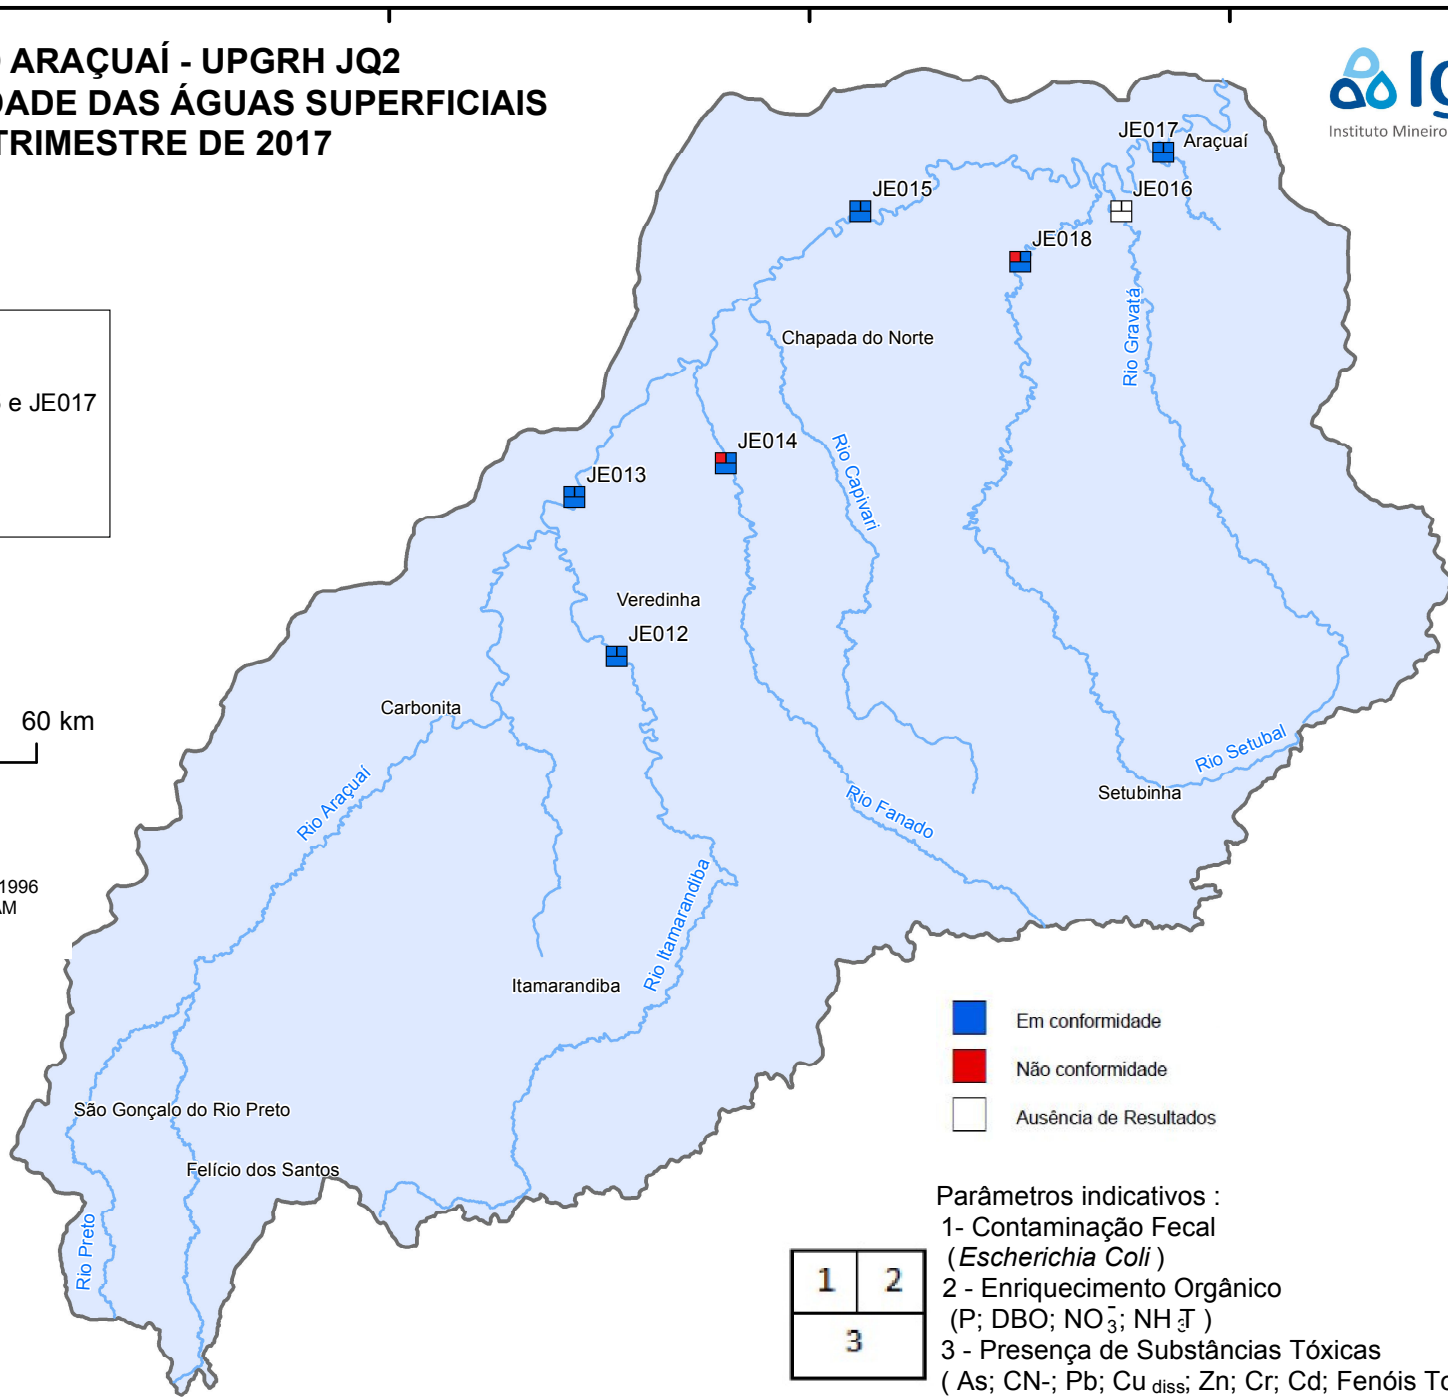 ARAÇUAÍ - UPGRH JQ2
DADE DAS ÁGUAS SUPERFICIAIS
TRIMESTRE DE 2017
Ig
Instituto Mineiro
JE017
Araçuaí
JE015
JE016
JE018
Rio Gravatá
Chapada do Norte
e JE017
JE014
Rio Capivari
JE013
Veredinha
JE012
Carbonita
60 km
Rio Setubal
Rio Araçuaí
Setubinha
Rio Fanado
1996
AM
Rio Itamarandiba
Itamarandiba
Em conformidade
Não conformidade
Ausência de Resultados
São Gonçalo do Rio Preto
Felício dos Santos
Rio Preto
Parâmetros indicativos :
1- Contaminação Fecal
(Escherichia Coli )
1 2
2 - Enriquecimento Orgânico
(P; DBO; NO3-; NH3T )
3
3 - Presença de Substâncias Tóxicas
( As; CN-; Pb; Cu diss; Zn; Cr; Cd; Fenóis To